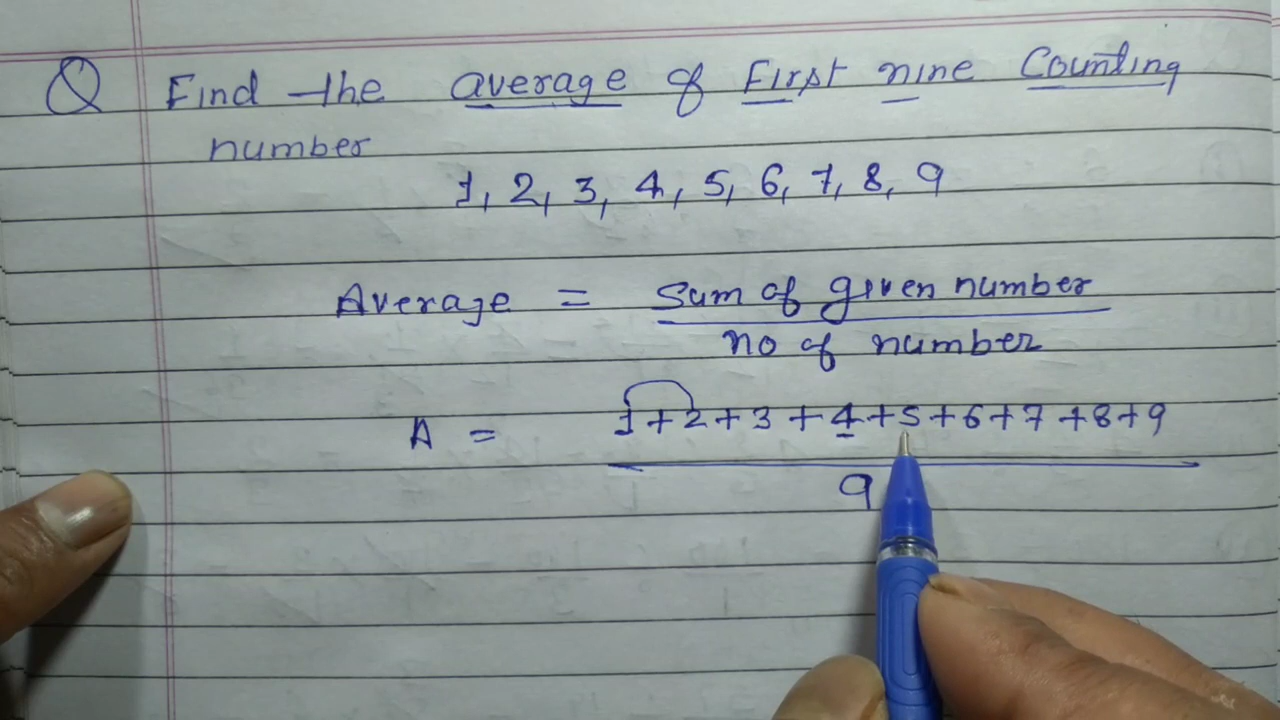 Q Find the average of First nine Counting
number
1, 2, 3, 4, 5, 6, 7, 8, 9
Average = Sum of given number
no of number
A = 1+2+3+4+5+6+7+8+9
9